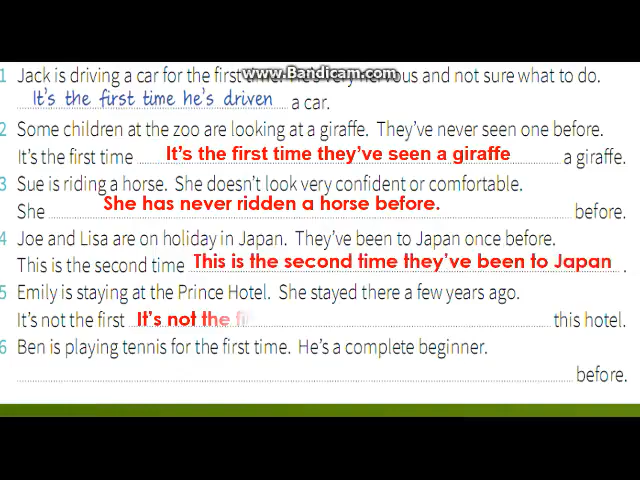 www.Bandicam.com
1 Jack is driving a car for the first time. He's very nervous and not sure what to do.
It's the first time he's driven a car.
2 Some children at the zoo are looking at a giraffe. They've never seen one before.
It's the first time It's the first time they've seen a giraffe a giraffe.
3 Sue is riding a horse. She doesn't look very confident or comfortable.
She She has never ridden a horse before. before.
4 Joe and Lisa are on holiday in Japan. They've been to Japan once before.
This is the second time This is the second time they've been to Japan .
5 Emily is staying at the Prince Hotel. She stayed there a few years ago.
It's not the first It's not the fi this hotel.
6 Ben is playing tennis for the first time. He's a complete beginner.
before.